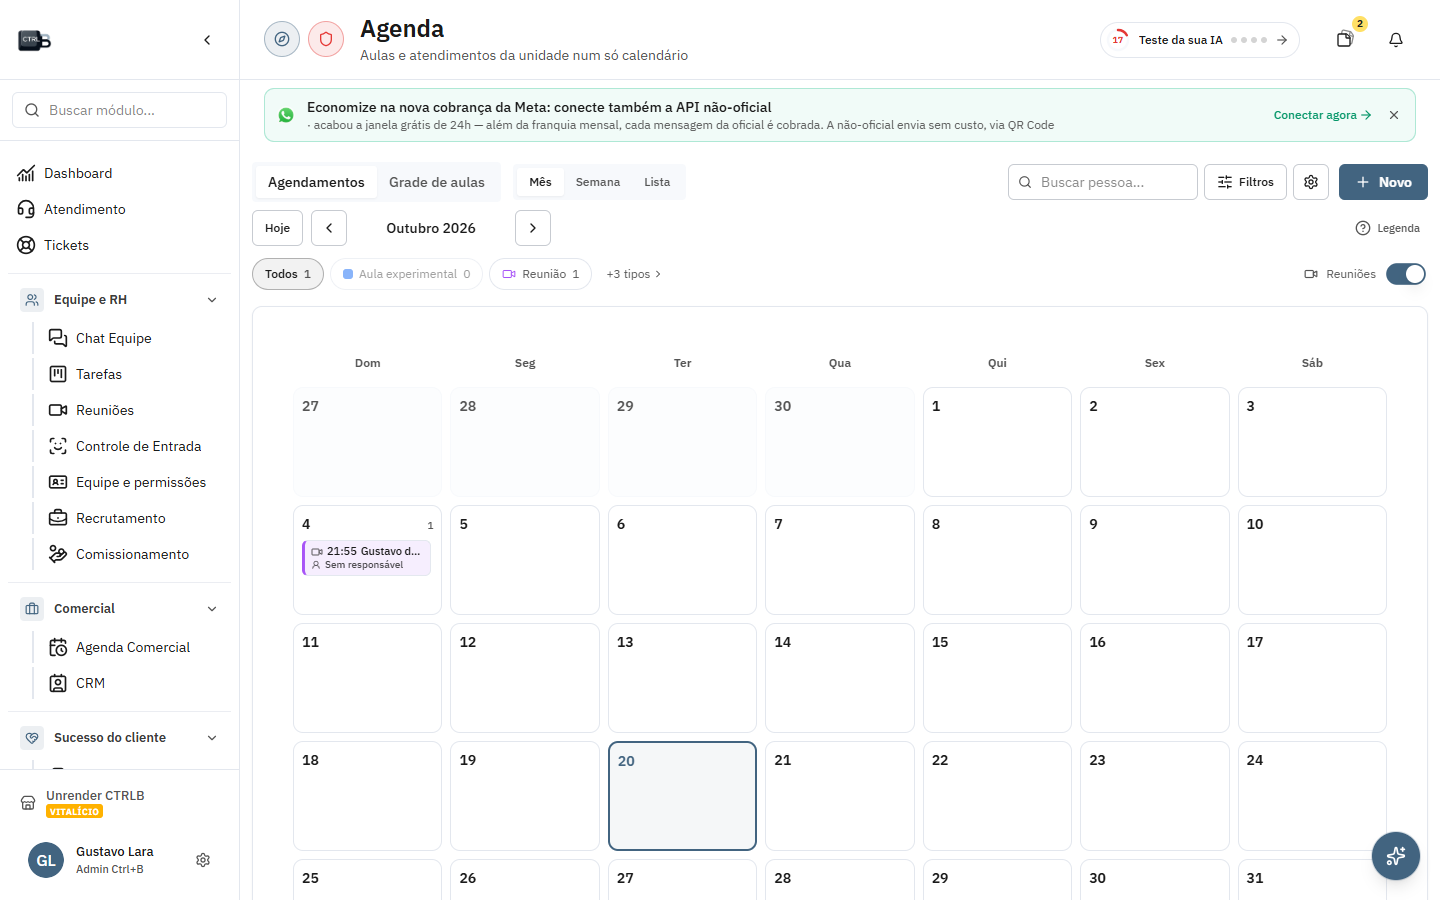 CTRL B
Buscar módulo...
Dashboard
Atendimento
Tickets
Equipe e RH
Chat Equipe
Tarefas
Reuniões
Controle de Entrada
Equipe e permissões
Recrutamento
Comissionamento
Comercial
Agenda Comercial
CRM
Sucesso do cliente
Unrender CTRLB
VITALÍCIO
GL
Gustavo Lara
Admin Ctrl+B
Agenda
Aulas e atendimentos da unidade num só calendário
17
Teste da sua IA
2
Economize na nova cobrança da Meta: conecte também a API não-oficial
· acabou a janela grátis de 24h — além da franquia mensal, cada mensagem da oficial é cobrada. A não-oficial envia sem custo, via QR Code
Conectar agora →
Agendamentos
Grade de aulas
Mês
Semana
Lista
Buscar pessoa...
Filtros
Novo
Hoje
Outubro 2026
Legenda
Todos 1
Aula experimental 0
Reunião 1
+3 tipos
Reuniões
Dom Seg Ter Qua Qui Sex Sáb
27 28 29 30 1 2 3
4 1 5 6 7 8 9 10
21:55 Gustavo d...
Sem responsável
11 12 13 14 15 16 17
18 19 20 21 22 23 24
25 26 27 28 29 30 31